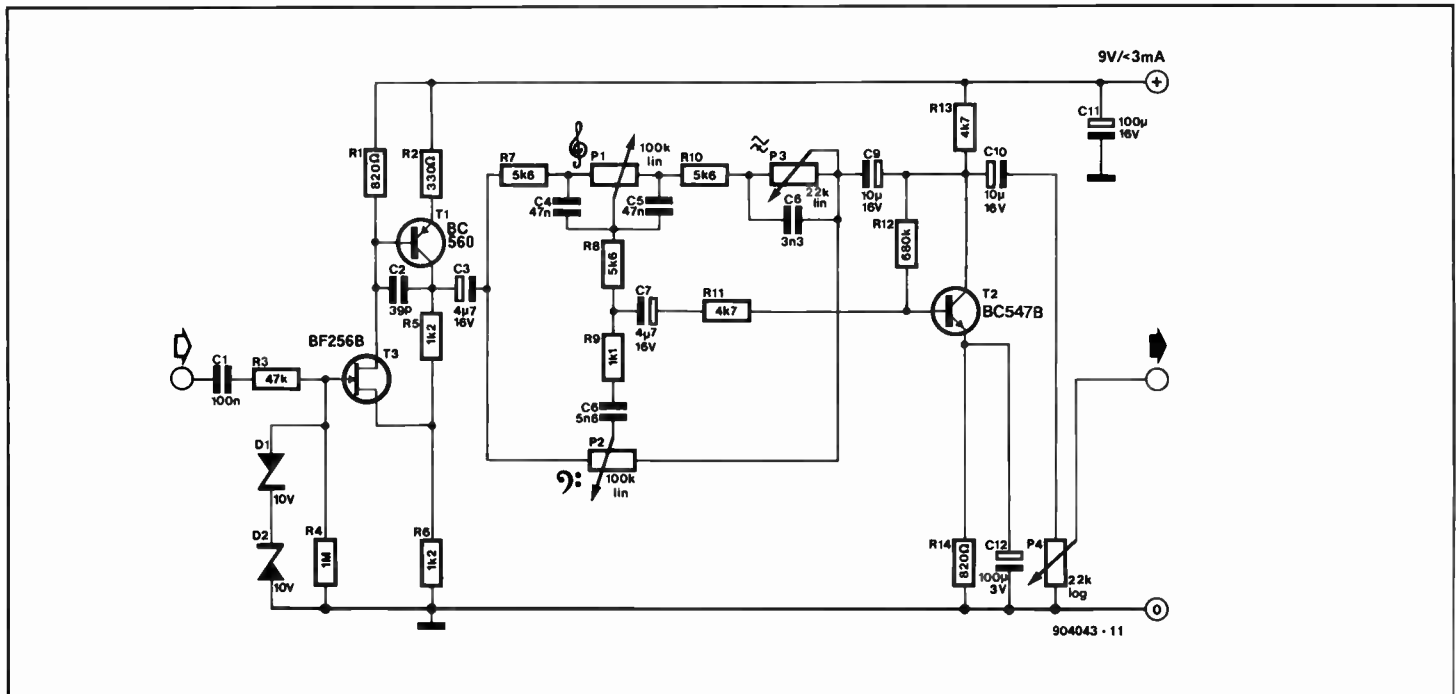 9V/<3mA
+
R1
820Ω
R2
330Ω
T1
BC
560
C2
39p
C3
4µ7
16V
R5
1k2
BF256B
T3
C1
100n
R3
47k
D1
10V
D2
10V
R4
1M
R6
1k2
R7
5k6
P1
100k
lin
C4
47n
C5
47n
R10
5k6
P3
22k
lin
C6
3n3
R8
5k6
C7
4µ7
16V
R11
4k7
R9
1k1
C6
5n6
P2
100k
lin
C9
10µ
16V
R12
680k
R13
4k7
C10
10µ
16V
C11
100µ
16V
T2
BC547B
R14
820Ω
C12
100µ
3V
P4
22k
log
0
904043 - 11